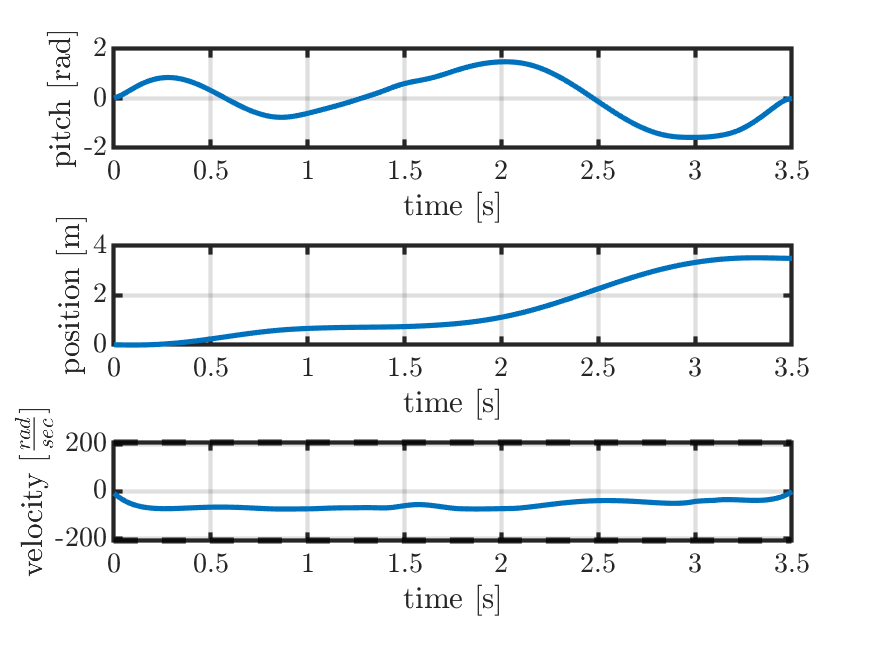 pitch [rad]
2
0
-2
0 0.5 1 1.5 2 2.5 3 3.5
time [s]
position [m]
4
2
0
0 0.5 1 1.5 2 2.5 3 3.5
time [s]
velocity [rad/sec]
200
0
-200
0 0.5 1 1.5 2 2.5 3 3.5
time [s]